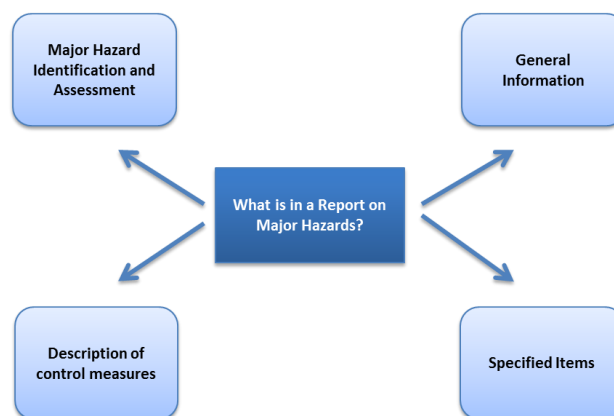 Major Hazard
Identification and
Assessment
General
Information
What is in a Report on
Major Hazards?
Description of
control measures
Specified Items